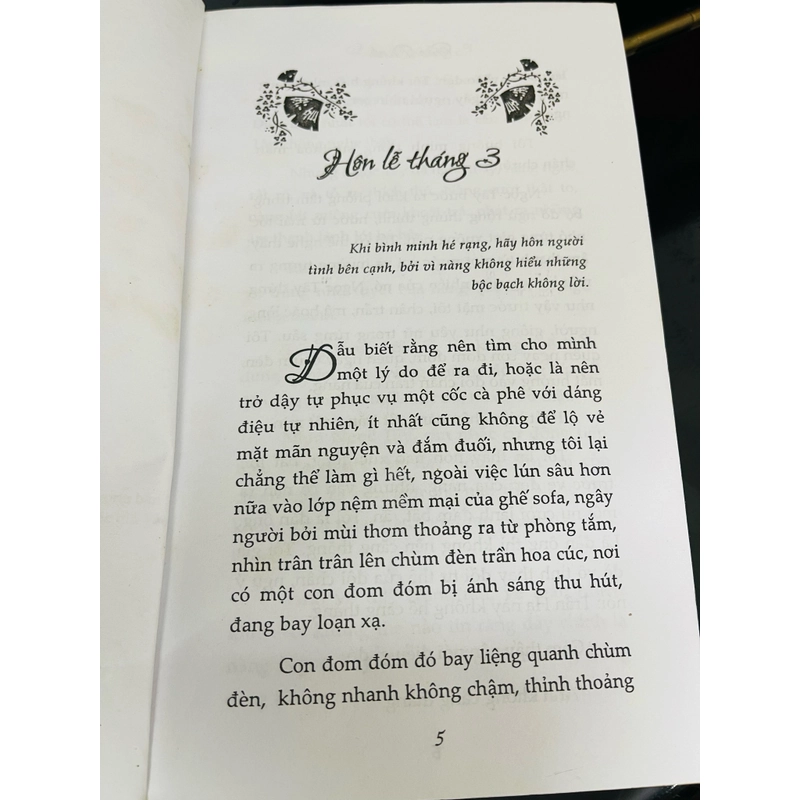 Hôn lễ tháng 3
Khi bình minh hé rạng, hãy hôn người
tình bên cạnh, bởi vì nàng không hiểu những
bộc bạch không lời.
Dẫu biết rằng nên tìm cho mình
một lý do để ra đi, hoặc là nên
trở dậy tự phục vụ một cốc cà phê với dáng
điệu tự nhiên, ít nhất cũng không để lộ vẻ
mặt mãn nguyện và đắm đuối, nhưng tôi lại
chẳng thể làm gì hết, ngoài việc lún sâu hơn
nữa vào lớp nệm mềm mại của ghế sofa, ngây
người bởi mùi thơm thoảng ra từ phòng tắm,
nhìn trân trân lên chùm đèn trần hoa cúc, nơi
có một con đom đóm bị ánh sáng thu hút,
đang bay loạn xạ.
Con đom đóm đó bay liệng quanh chùm
đèn, không nhanh không chậm, thỉnh thoảng
5